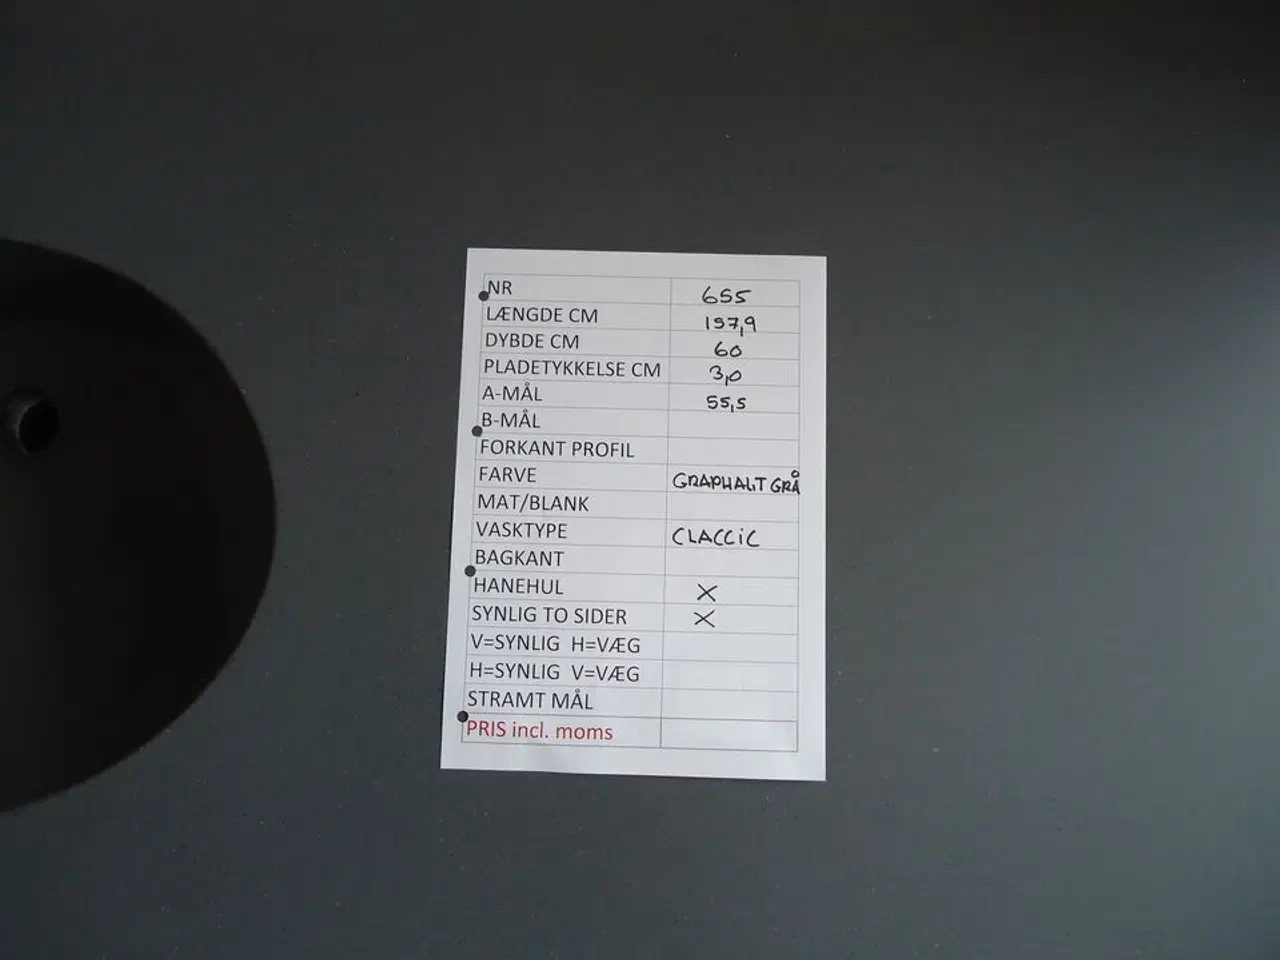 NR 655
LÆNGDE CM 157,9
DYBDE CM 60
PLADETYKKELSE CM 3,0
A-MÅL 55,5
B-MÅL
FORKANT PROFIL
FARVE GRAPHALIT GRÅ
MAT/BLANK
VASKTYPE CLACCIC
BAGKANT
HANEHUL X
SYNLIG TO SIDER X
V=SYNLIG H=VÆG
H=SYNLIG V=VÆG
STRAMT MÅL
PRIS incl. moms